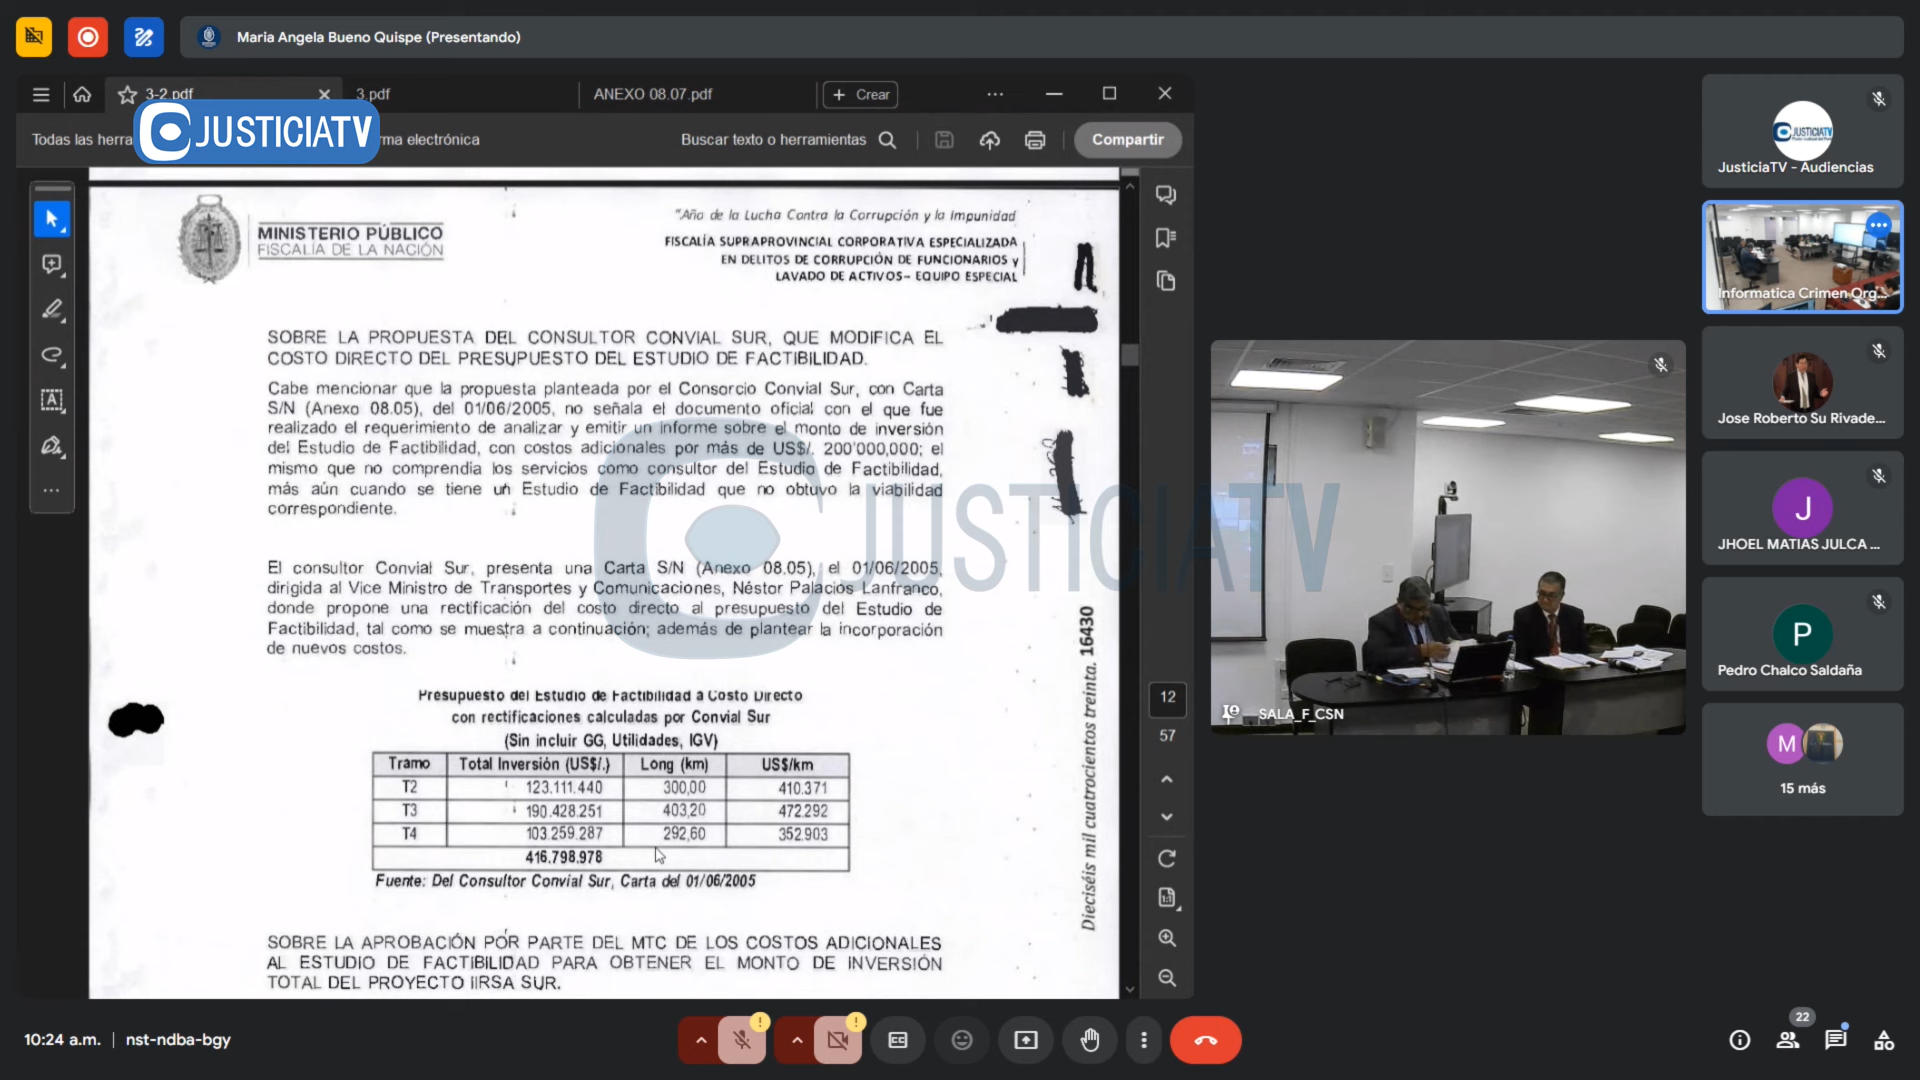 Maria Angela Bueno Quispe (Presentando)
3-2.pdf
3.pdf
ANEXO 08.07.pdf
+ Crear
JUSTICIATV
Todas las herra
ma electrónica
Buscar texto o herramientas
Compartir
MINISTERIO PÚBLICO
FISCALÍA DE LA NACIÓN
"Año de la Lucha Contra la Corrupción y la Impunidad
FISCALÍA SUPRAPROVINCIAL CORPORATIVA ESPECIALIZADA
EN DELITOS DE CORRUPCIÓN DE FUNCIONARIOS y
LAVADO DE ACTIVOS– EQUIPO ESPECIAL
SOBRE LA PROPUESTA DEL CONSULTOR CONVIAL SUR, QUE MODIFICA EL
COSTO DIRECTO DEL PRESUPUESTO DEL ESTUDIO DE FACTIBILIDAD.
Cabe mencionar que la propuesta planteada por el Consorcio Convial Sur, con Carta
S/N (Anexo 08.05), del 01/06/2005, no señala el documento oficial con el que fue
realizado el requerimiento de analizar y emitir un informe sobre el monto de inversión
del Estudio de Factibilidad, con costos adicionales por más de US$/. 200'000,000; el
mismo que no comprendía los servicios como consultor del Estudio de Factibilidad,
más aún cuando se tiene un Estudio de Factibilidad que no obtuvo la viabilidad
correspondiente.
El consultor Convial Sur, presenta una Carta S/N (Anexo 08.05), el 01/06/2005,
dirigida al Vice Ministro de Transportes y Comunicaciones, Néstor Palacios Lanfranco,
donde propone una rectificación del costo directo al presupuesto del Estudio de
Factibilidad, tal como se muestra a continuación; además de plantear la incorporación
de nuevos costos.
Presupuesto del Estudio de Factibilidad a Costo Directo
con rectificaciones calculadas por Convial Sur
(Sin incluir GG, Utilidades, IGV)
Tramo Total Inversión (US$/.) Long (km) US$/km
T2 123.111.440 300,00 410.371
T3 190.428.251 403,20 472.292
T4 103.259.287 292,60 352.903
416.798.978
Fuente: Del Consultor Convial Sur, Carta del 01/06/2005
SOBRE LA APROBACIÓN POR PARTE DEL MTC DE LOS COSTOS ADICIONALES
AL ESTUDIO DE FACTIBILIDAD PARA OBTENER EL MONTO DE INVERSIÓN
TOTAL DEL PROYECTO IIRSA SUR.
Dieciséis mil cuatrocientos treinta. 16430
JUSTICIATV
12
57
SALA_F_CSN
JUSTICIATV
JusticiaTV - Audiencias
Informatica Crimen Org...
Jose Roberto Su Rivade...
J
JHOEL MATIAS JULCA ...
P
Pedro Chalco Saldaña
M
15 más
10:24 a.m. | nst-ndba-bgy
22